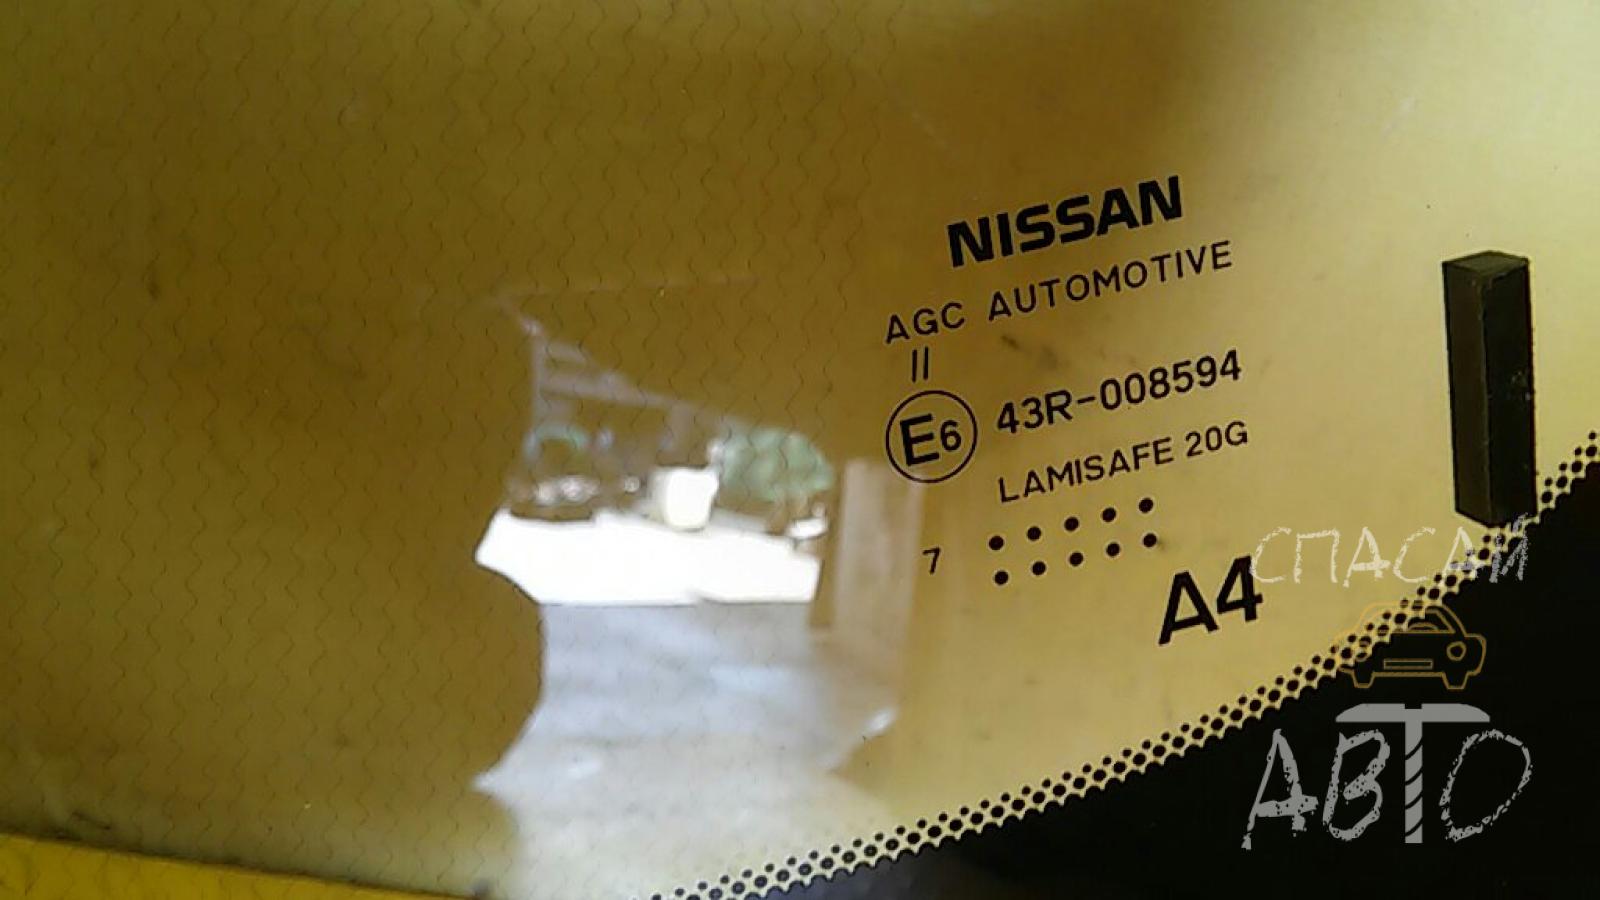 NISSAN
AGC AUTOMOTIVE
II
E6 43R-008594
LAMISAFE 20G
7
A4
СПАСАЙ
АВТО